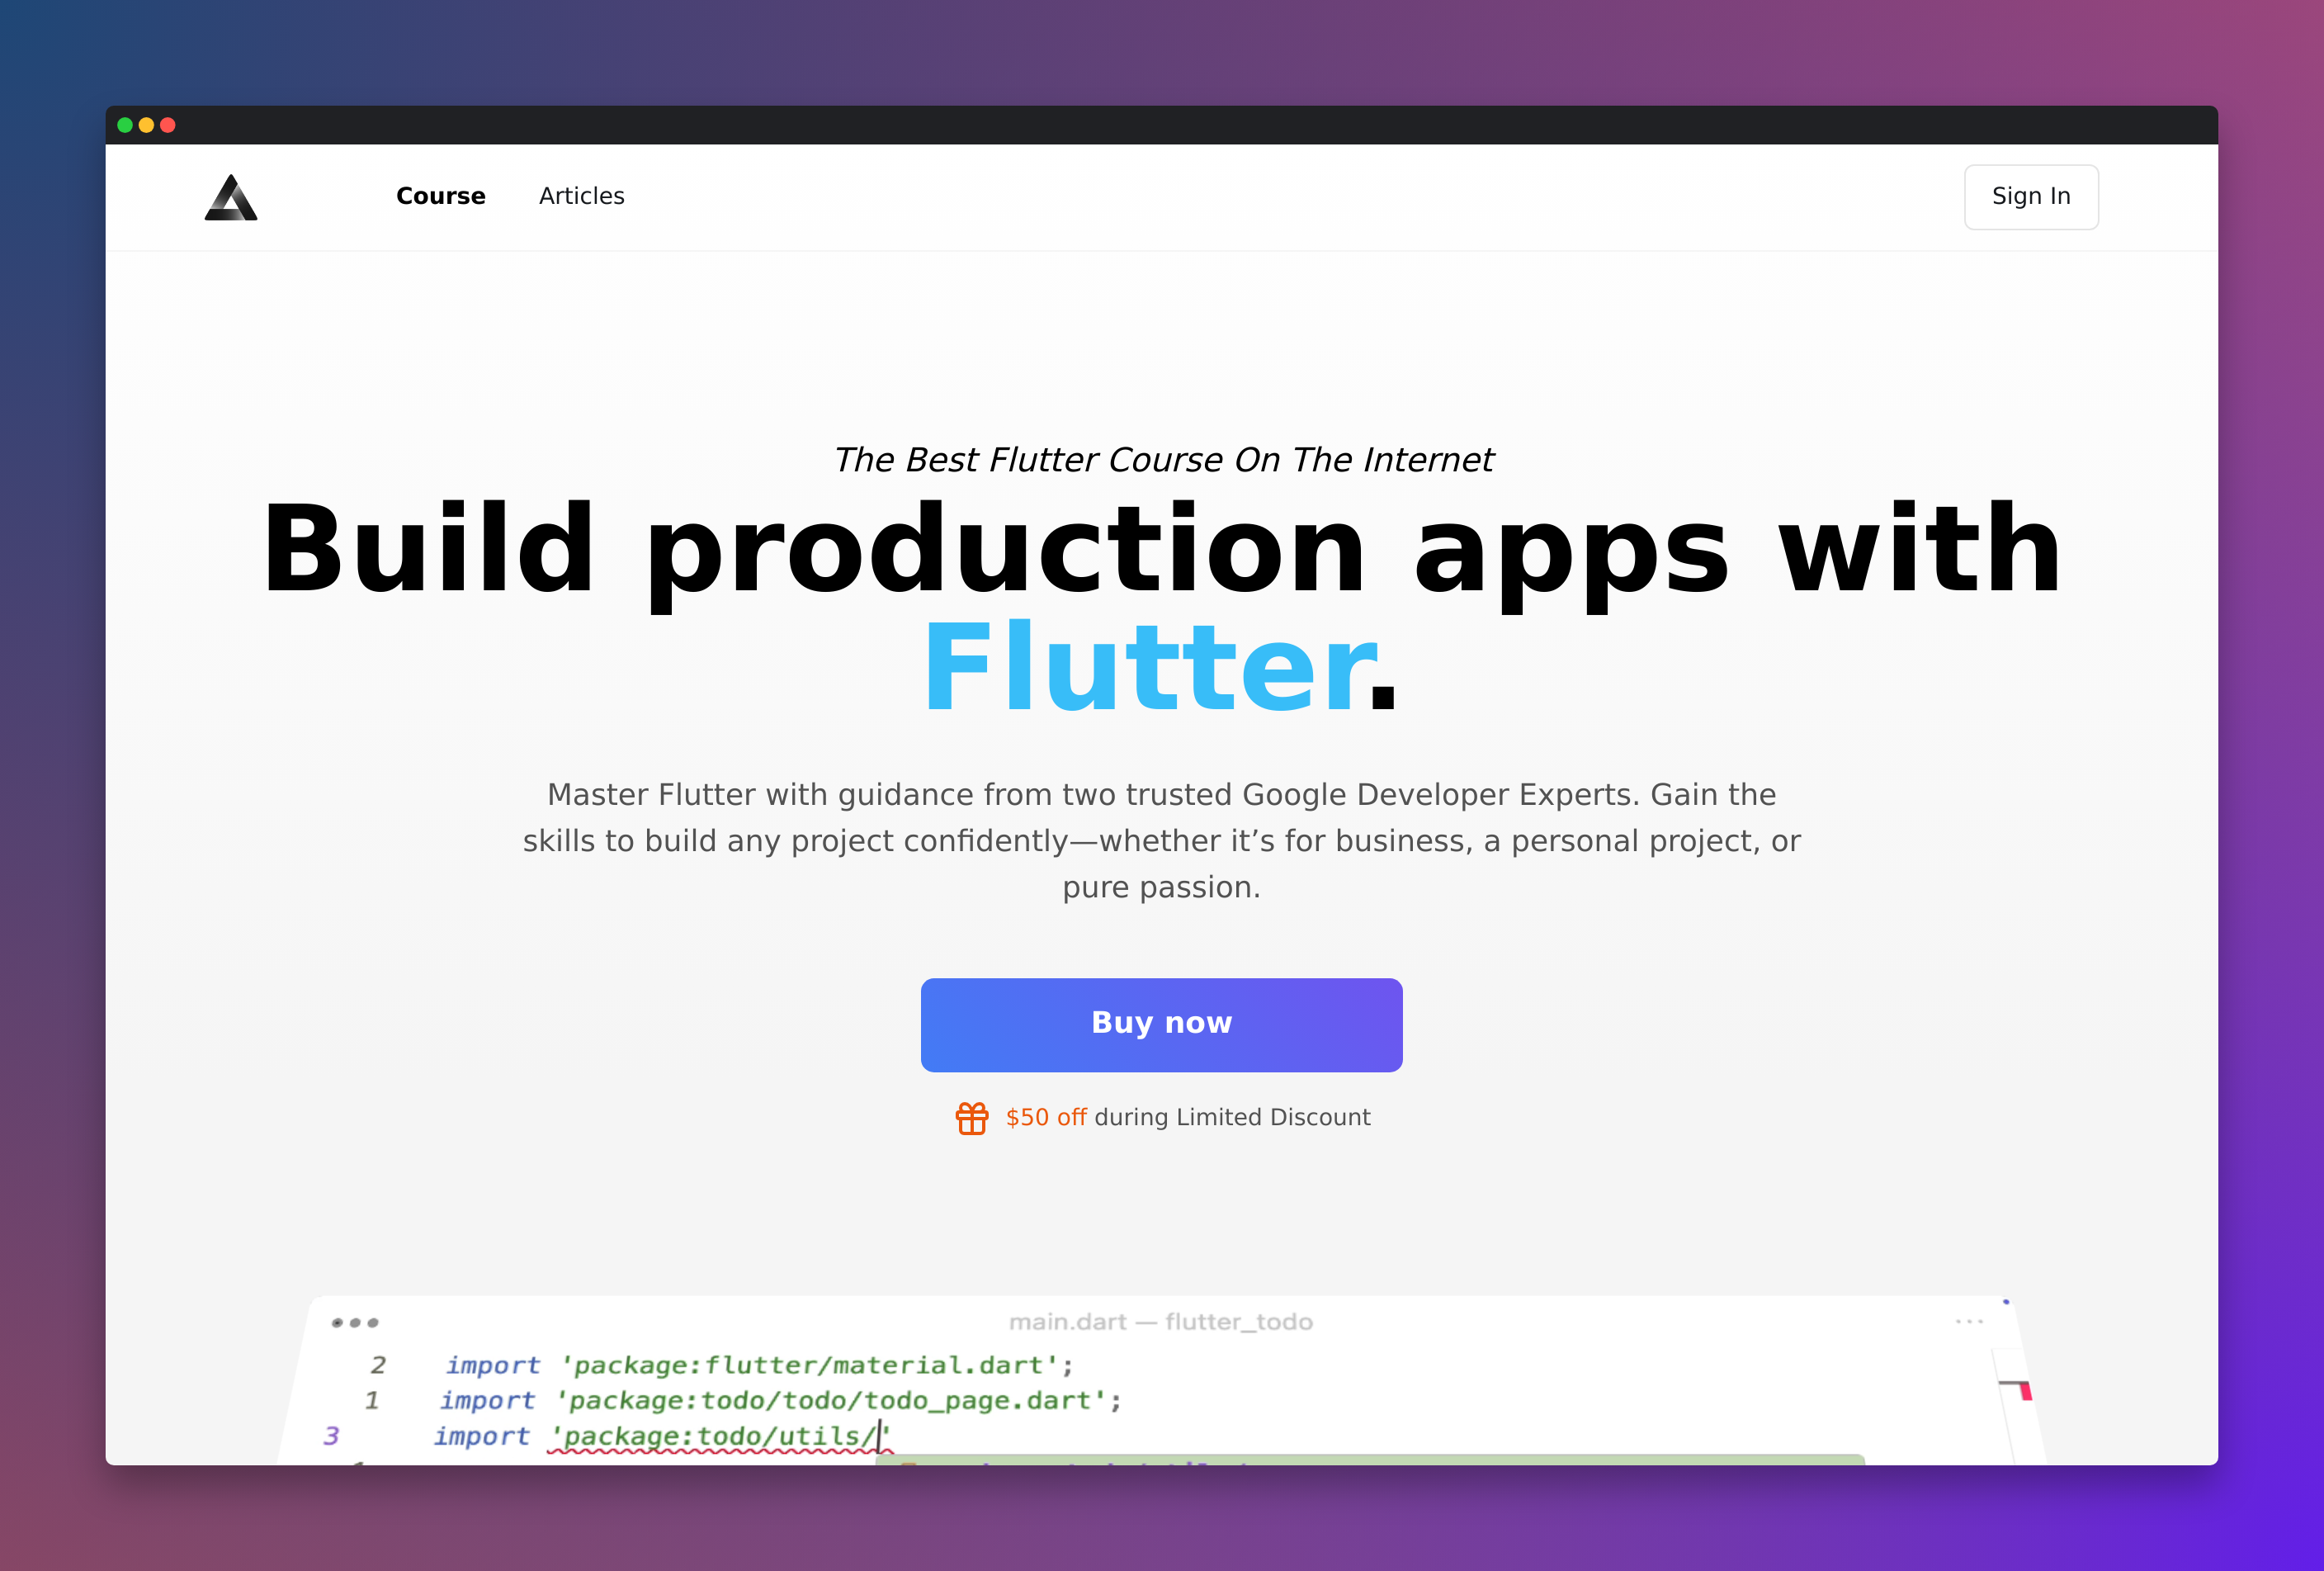 Course
Articles
Sign In
The Best Flutter Course On The Internet
Build production apps with
Flutter.
Master Flutter with guidance from two trusted Google Developer Experts. Gain the
skills to build any project confidently—whether it’s for business, a personal project, or
pure passion.
Buy now
$50 off during Limited Discount
main.dart — flutter_todo
2 import 'package:flutter/material.dart';
1 import 'package:todo/todo/todo_page.dart';
3 import 'package:todo/utils/'